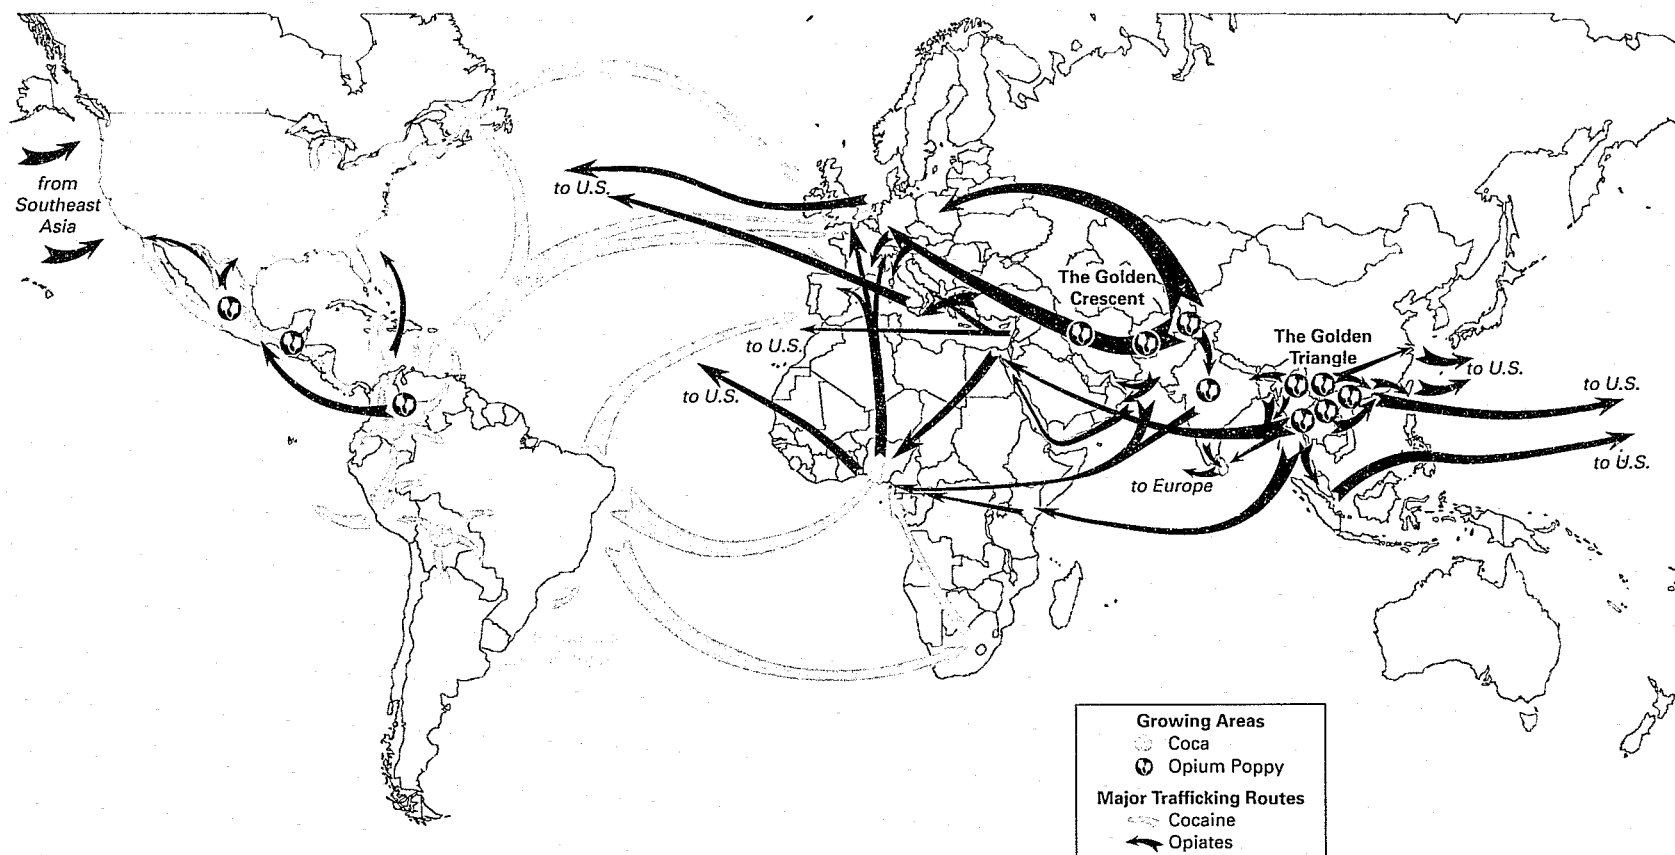 from
Southeast
Asia
to U.S.
to U.S.
to U.S.
The Golden
Crescent
The Golden
Triangle
to U.S.
to U.S.
to U.S.
to Europe
Growing Areas
Coca
Opium Poppy
Major Trafficking Routes
Cocaine
Opiates